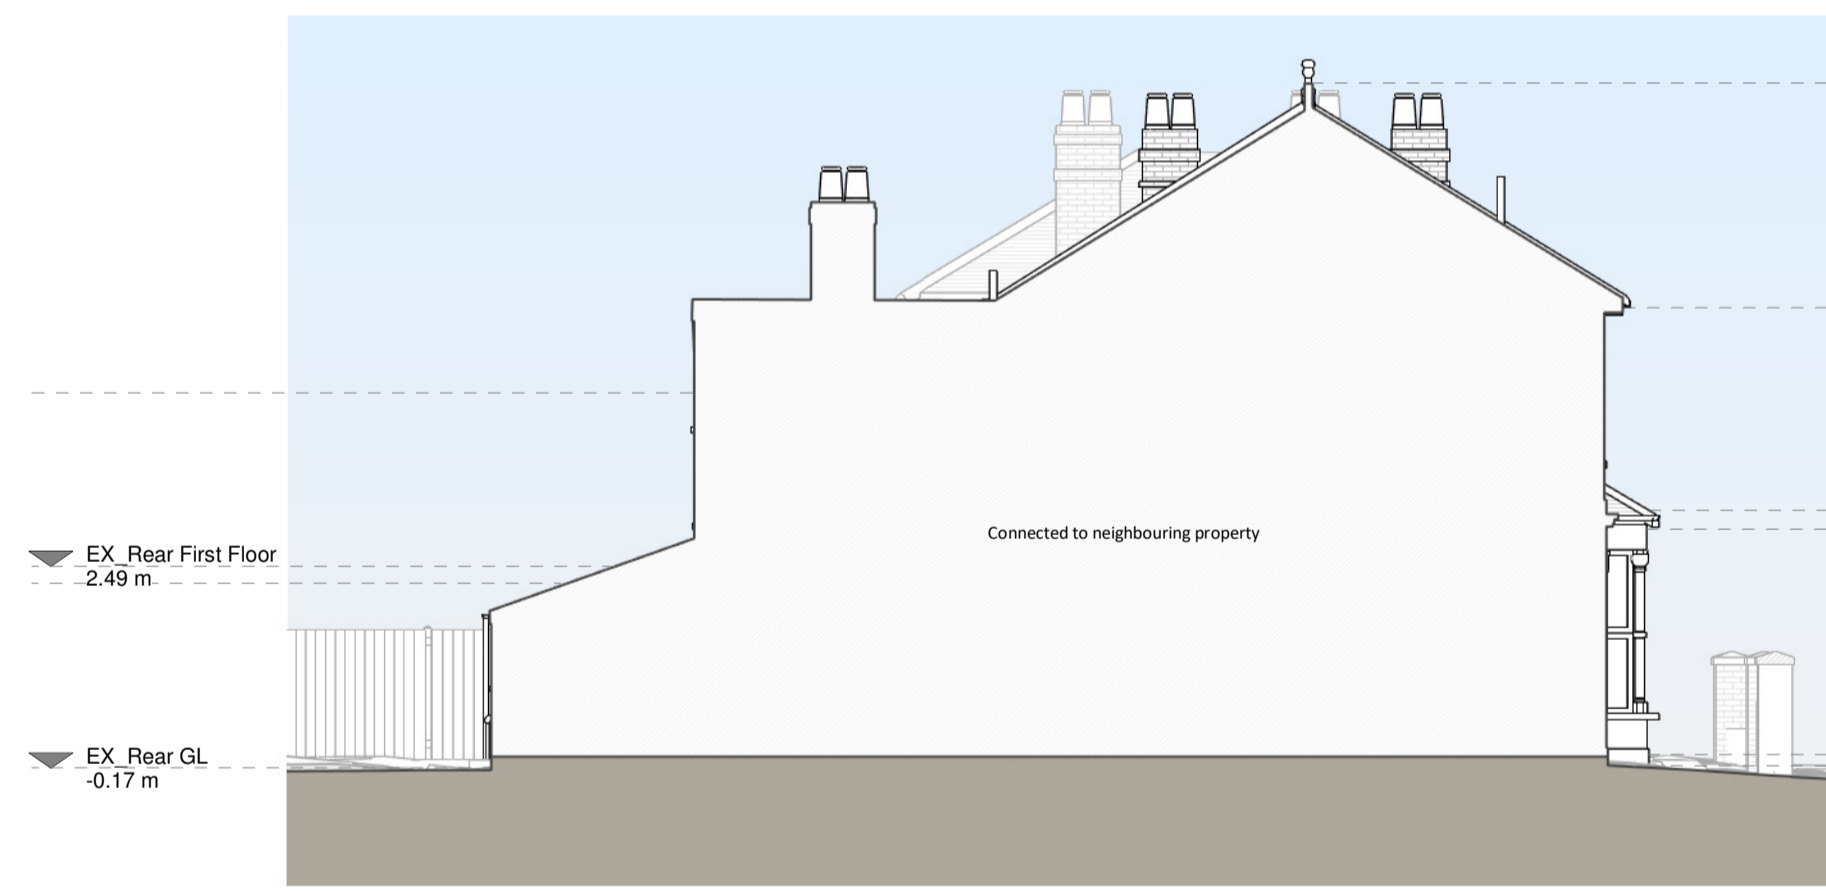 Connected to neighbouring property
EX_Rear First Floor
2.49 m
EX_Rear GL
-0.17 m